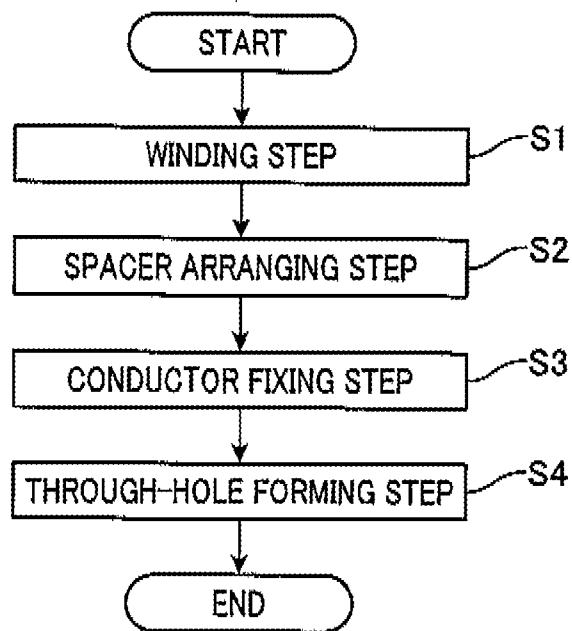 START
WINDING STEP
S1
SPACER ARRANGING STEP
S2
CONDUCTOR FIXING STEP
S3
THROUGH-HOLE FORMING STEP
S4
END